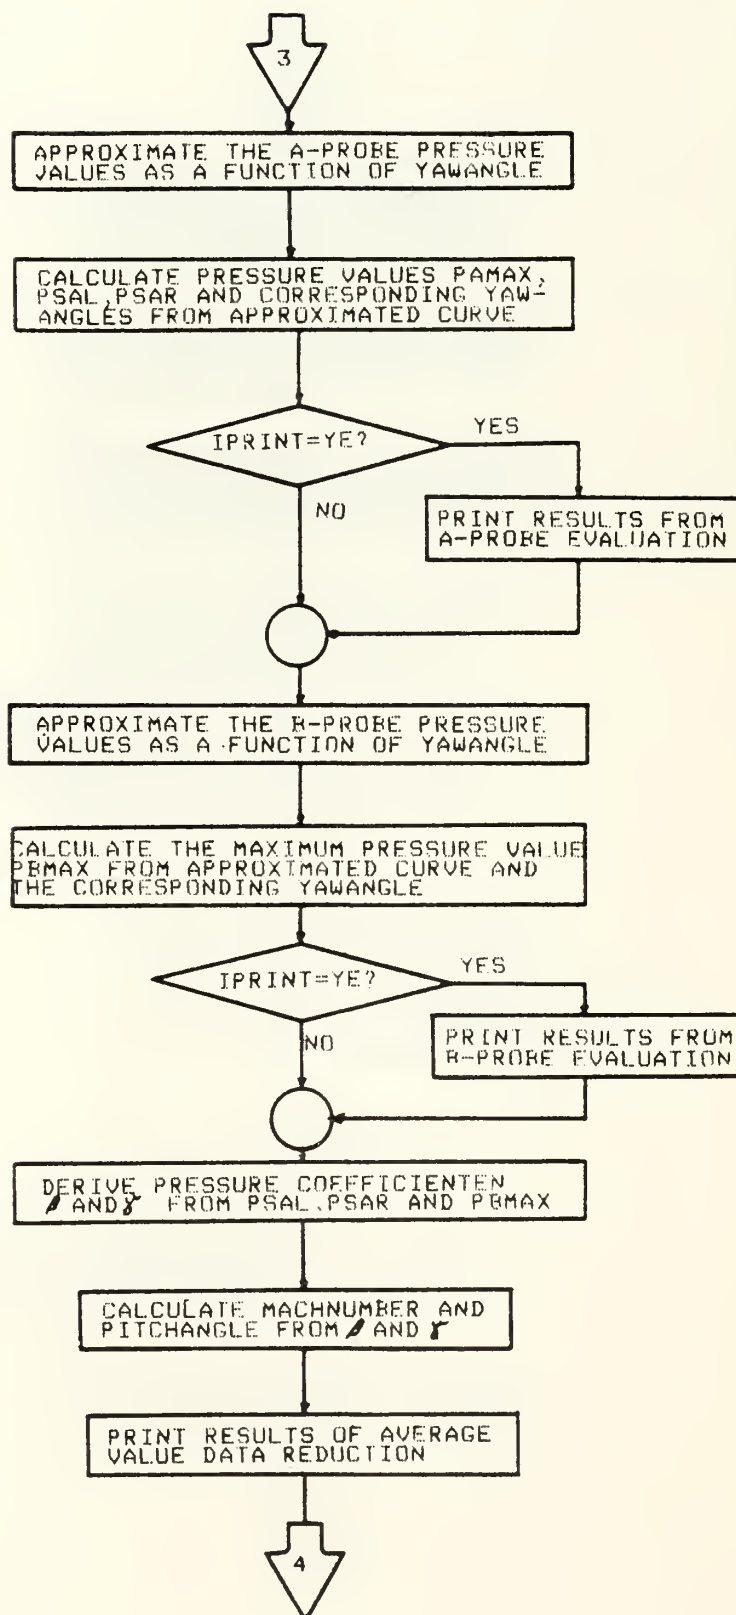 3
APPROXIMATE THE A-PROBE PRESSURE
VALUES AS A FUNCTION OF YAWANGLE
CALCULATE PRESSURE VALUES PAMAX,
PSAL,PSAR AND CORRESPONDING YAW-
ANGLES FROM APPROXIMATED CURVE
IPRINT=YE?
YES
NO
PRINT RESULTS FROM
A-PROBE EVALUATION
APPROXIMATE THE B-PROBE PRESSURE
VALUES AS A FUNCTION OF YAWANGLE
CALCULATE THE MAXIMUM PRESSURE VALUE
PBMAX FROM APPROXIMATED CURVE AND
THE CORRESPONDING YAWANGLE
IPRINT=YE?
YES
NO
PRINT RESULTS FROM
B-PROBE EVALUATION
DERIVE PRESSURE COEFFICIENTEN
β AND γ FROM PSAL,PSAR AND PBMAX
CALCULATE MACHNUMBER AND
PITCHANGLE FROM β AND γ
PRINT RESULTS OF AVERAGE
VALUE DATA REDUCTION
4